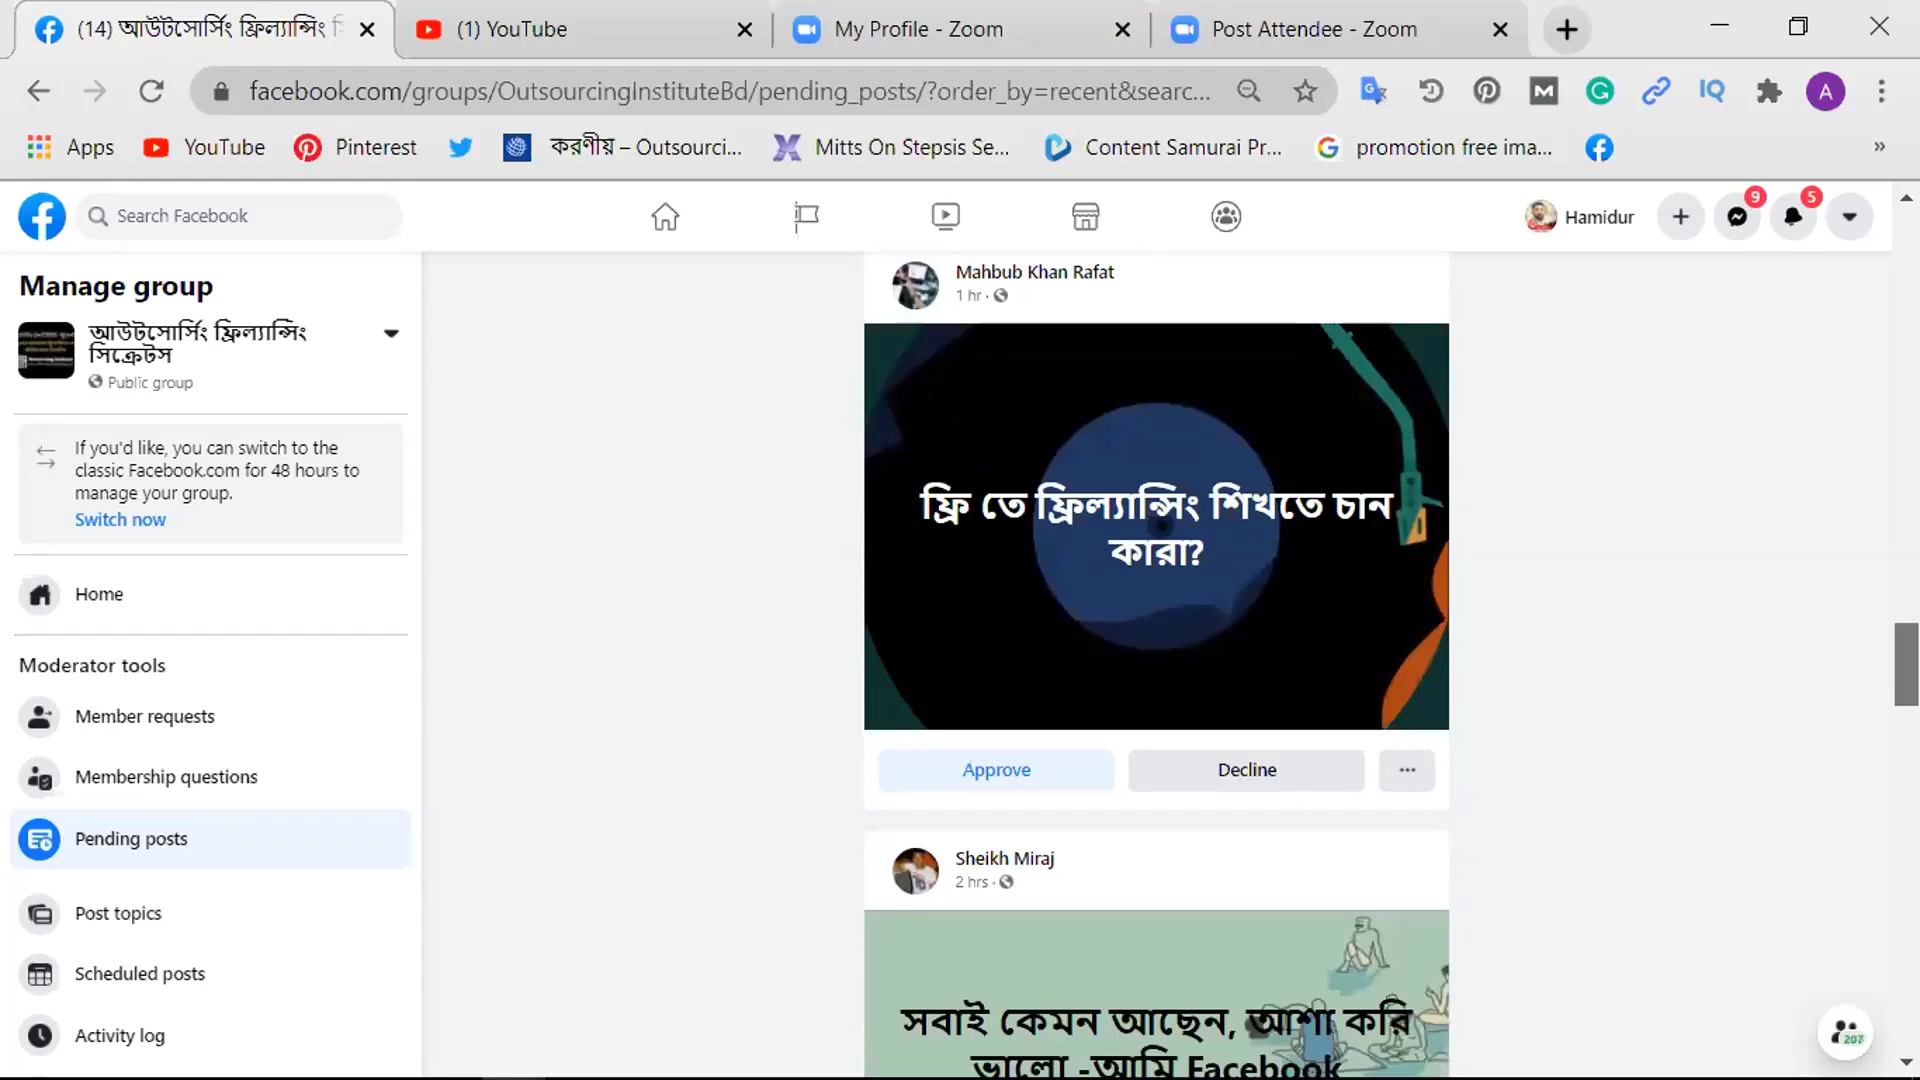 (14) আউটসোর্সিং ফ্রিল্যান্সিং
(1) YouTube
My Profile - Zoom
Post Attendee - Zoom
facebook.com/groups/OutsourcingInstituteBd/pending_posts/?order_by=recent&searc...
A
Apps
YouTube
Pinterest
করণীয় – Outsourci...
Mitts On Stepsis Se...
Content Samurai Pr...
promotion free ima...
»
Search Facebook
Hamidur
9
5
Manage group
আউটসোর্সিং ফ্রিল্যান্সিং
সিক্রেটস
Public group
If you'd like, you can switch to the
classic Facebook.com for 48 hours to
manage your group.
Switch now
Home
Moderator tools
Member requests
Membership questions
Pending posts
Post topics
Scheduled posts
Activity log
Mahbub Khan Rafat
1 hr ·
ফ্রি তে ফ্রিল্যান্সিং শিখতে চান
কারা?
Approve
Decline
...
Sheikh Miraj
2 hrs ·
সবাই কেমন আছেন, আশা করি
ভালো -আমি Facebook
207